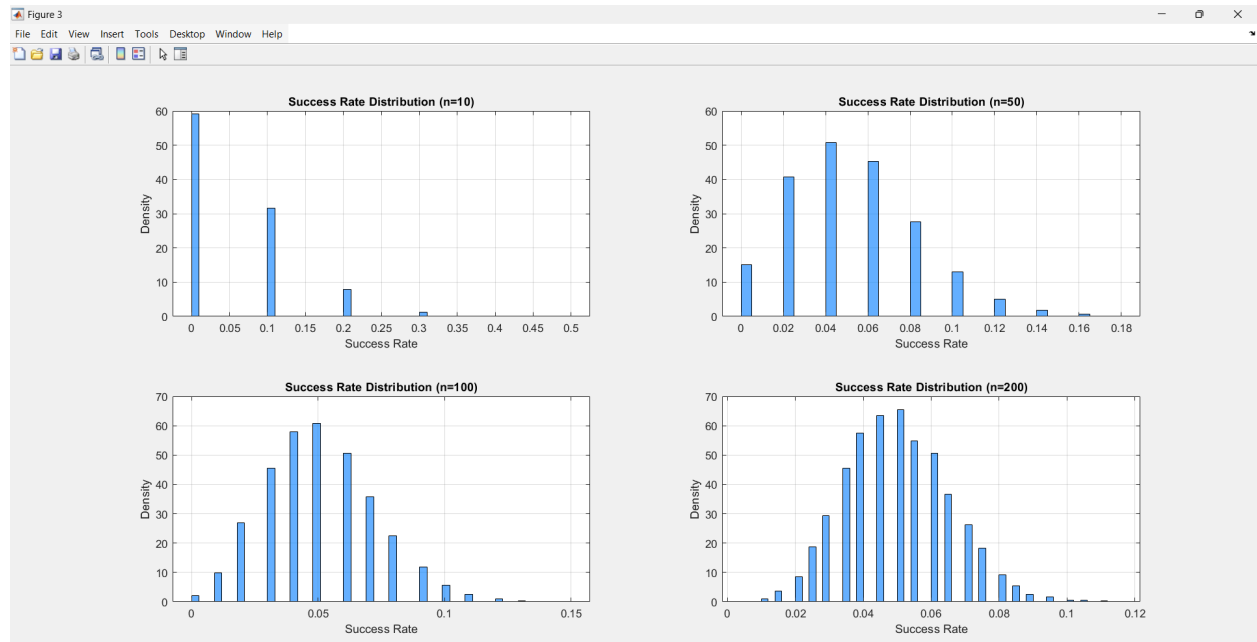 Figure 3
File Edit View Insert Tools Desktop Window Help
Success Rate Distribution (n=10)
60
50
40
30
20
10
0
Density
0 0.05 0.1 0.15 0.2 0.25 0.3 0.35 0.4 0.45 0.5
Success Rate
Success Rate Distribution (n=50)
60
50
40
30
20
10
0
Density
0 0.02 0.04 0.06 0.08 0.1 0.12 0.14 0.16 0.18
Success Rate
Success Rate Distribution (n=100)
70
60
50
40
30
20
10
0
Density
0 0.05 0.1 0.15
Success Rate
Success Rate Distribution (n=200)
70
60
50
40
30
20
10
0
Density
0 0.02 0.04 0.06 0.08 0.1 0.12
Success Rate